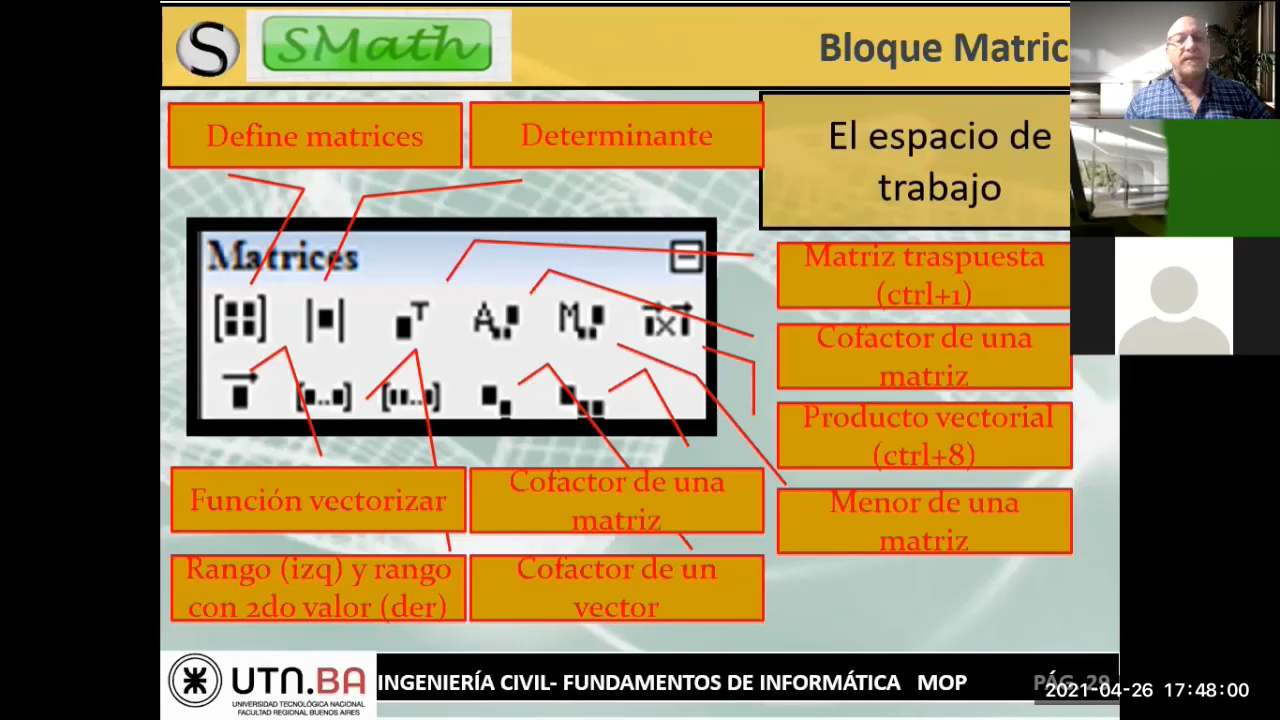 S
SMath
Bloque Matric
Define matrices
Determinante
El espacio de
trabajo
Matrices
Matriz traspuesta
(ctrl+1)
Cofactor de una
matriz
Producto vectorial
(ctrl+8)
Menor de una
matriz
Función vectorizar
Cofactor de una
matriz
Rango (izq) y rango
con 2do valor (der)
Cofactor de un
vector
UTN.BA
UNIVERSIDAD TECNOLÓGICA NACIONAL
FACULTAD REGIONAL BUENOS AIRES
INGENIERÍA CIVIL- FUNDAMENTOS DE INFORMÁTICA MOP
PÁG. 29
2021-04-26 17:48:00